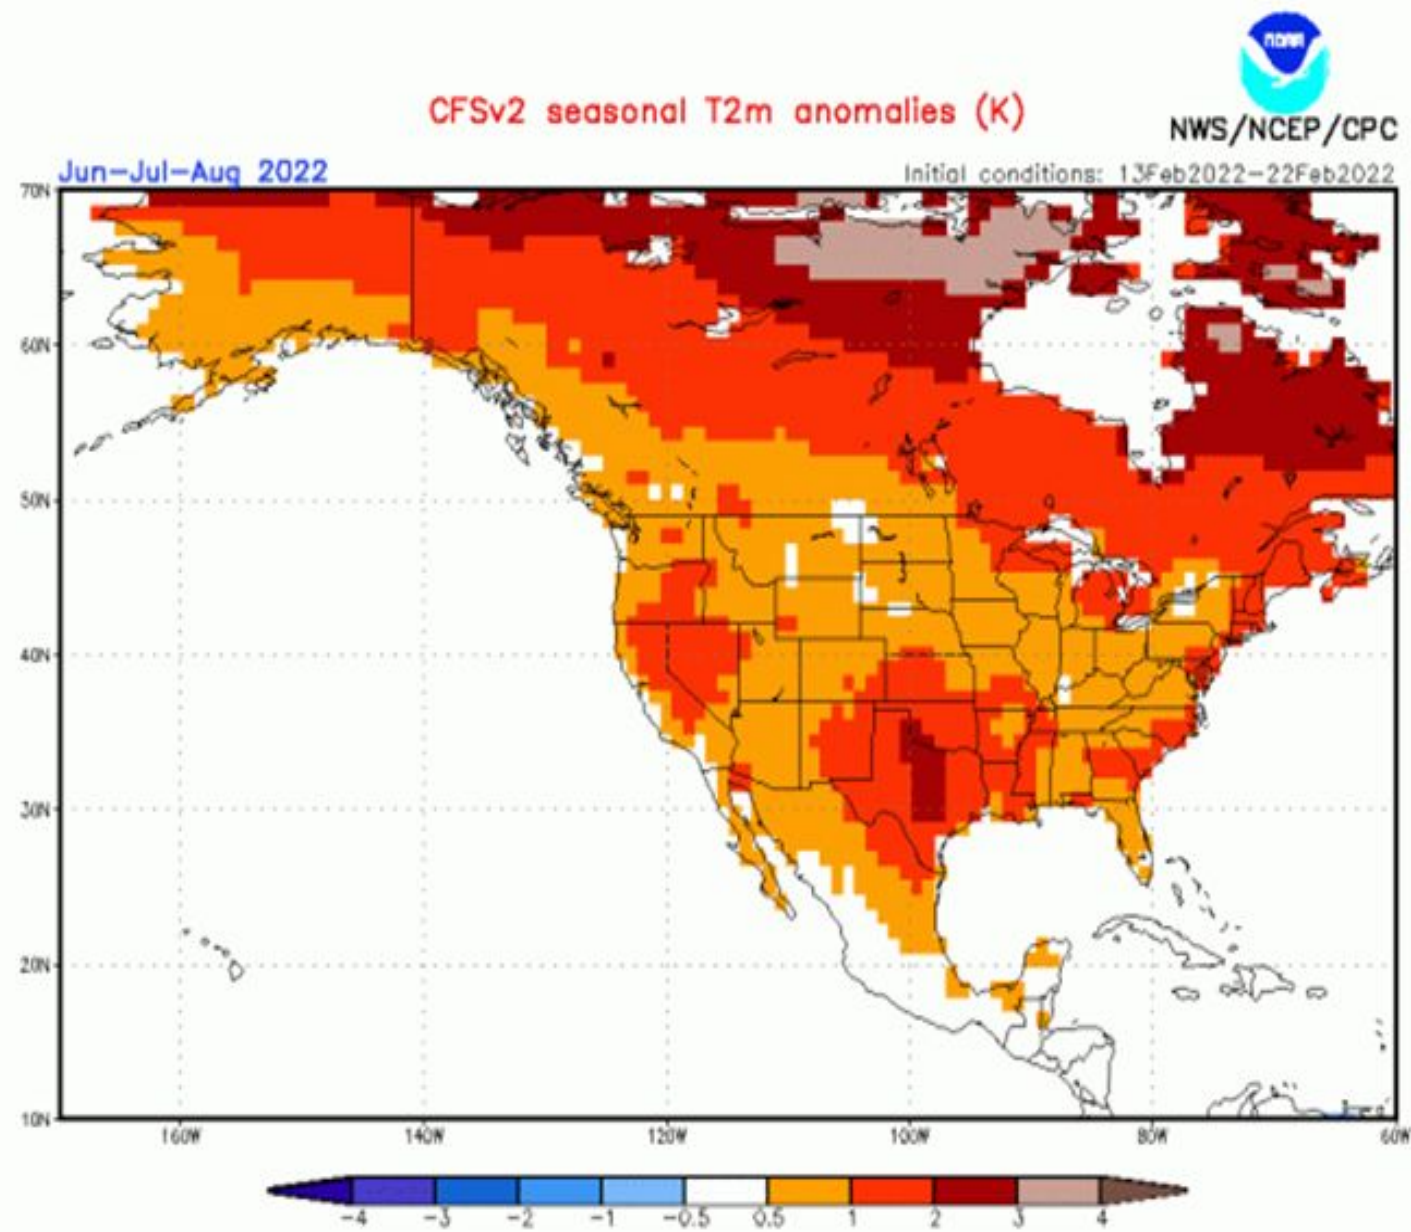 noaa
CFSv2 seasonal T2m anomalies (K)
NWS/NCEP/CPC
Jun-Jul-Aug 2022
Initial conditions: 13Feb2022-22Feb2022
70N
60N
50N
40N
30N
20N
10N
160W 140W 120W 100W 80W 60W
-4 -3 -2 -1 -0.5 0.5 1 2 3 4